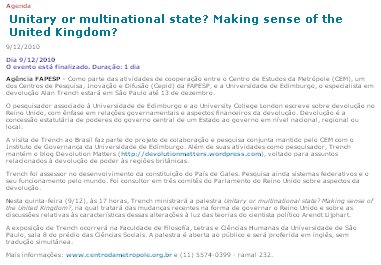 Agenda
Unitary or multinational state? Making sense of the
United Kingdom?
9/12/2010
Dia 9/12/2010
O evento está finalizado. Duração: 1 dia
Agência FAPESP – Como parte das atividades de cooperação entre o Centro de Estudos da Metrópole (CEM), um
dos Centros de Pesquisa, Inovação e Difusão (Cepid) da FAPESP, e a Universidade de Edimburgo, o especialista em
devolução Alan Trench estará em São Paulo até 13 de dezembro.
O pesquisador associado à Universidade de Edimburgo e ao University College London escreve sobre devolução no
Reino Unido, com ênfase em relações governamentais e aspectos financeiros da devolução. Devolução é a
concessão estatutária de poderes do governo central de um Estado ao governo em nível nacional, regional ou
local.
A visita de Trench ao Brasil faz parte do projeto de colaboração e pesquisa conjunta mantido pelo CEM com o
Instituto de Governança da Universidade de Edimburgo. Além de suas atividades como pesquisador, Trench
mantém o blog Devolution Matters (http://devolutionmatters.wordpress.com), voltado para assuntos
relacionados à devolução de poder às regiões britânicas.
Trench foi assessor no desenvolvimento da constituição do País de Gales. Pesquisa ainda sistemas federativos e o
seu funcionamento pelo mundo. Foi consultor em três comitês do Parlamento do Reino Unido sobre aspectos da
devolução.
Nesta quinta-feira (9/12), às 17 horas, Trench ministrará a palestra Unitary or multinational state? Making sense of
the United Kingdom?, na qual tratará das mudanças recentes na forma de governar o Reino Unido e sobre as
discussões relativas às características dessas alterações à luz das teorias do cientista político Arendt Lijphart.
A exposição de Trench ocorrerá na Faculdade de Filosofia, Letras e Ciências Humanas da Universidade de São
Paulo, sala 8 do prédio das Ciências Sociais. A palestra é aberta ao público e será proferida em inglês, sem
tradução simultânea.
Mais informações: www.centrodametropole.org.br e (11) 5574-0399 - ramal 232.